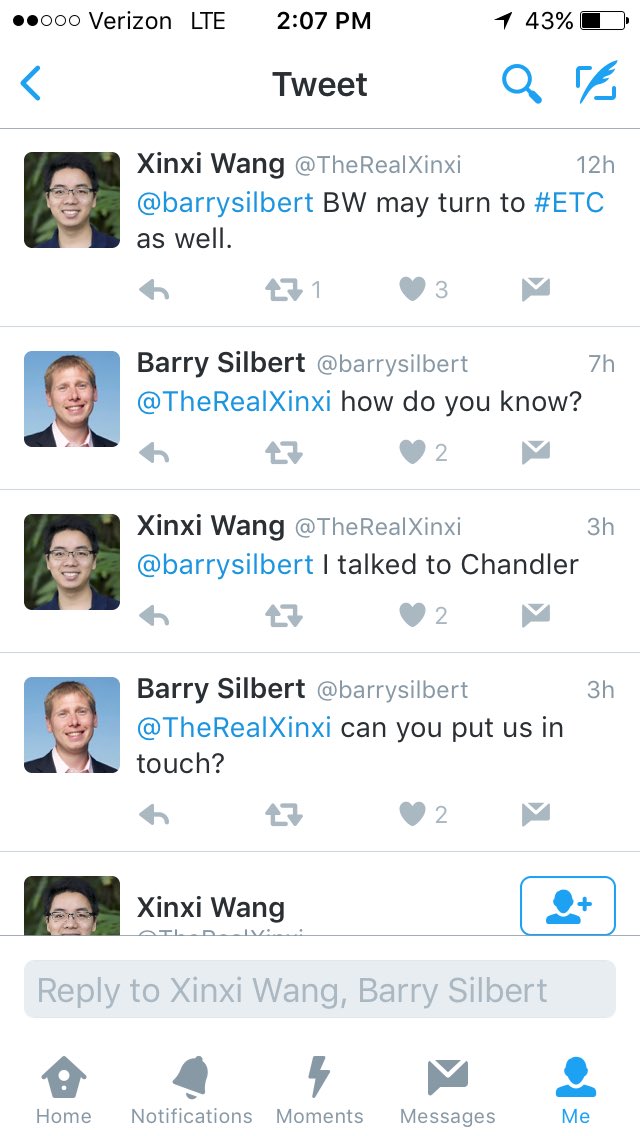 Verizon LTE 2:07 PM 43%
Tweet
Xinxi Wang @TheRealXinxi 12h
@barrysilbert BW may turn to #ETC
as well.
1 3
Barry Silbert @barrysilbert 7h
@TheRealXinxi how do you know?
2
Xinxi Wang @TheRealXinxi 3h
@barrysilbert I talked to Chandler
2
Barry Silbert @barrysilbert 3h
@TheRealXinxi can you put us in
touch?
2
Xinxi Wang
@TheRealXinxi
Reply to Xinxi Wang, Barry Silbert
Home Notifications Moments Messages Me